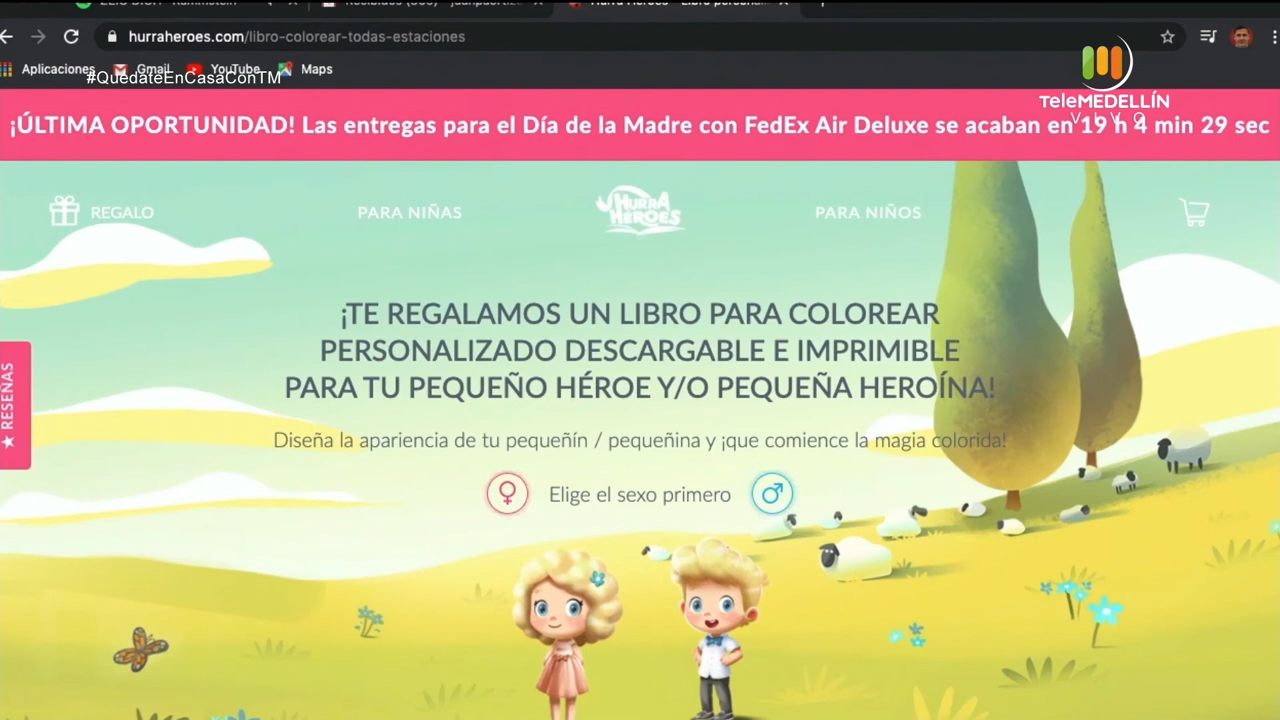 hurraheroes.com/libro-colorear-todas-estaciones
Aplicaciones
Gmail
YouTube
Maps
#QuédateEnCasaConTM
TeleMEDELLÍN
VIVO
¡ÚLTIMA OPORTUNIDAD! Las entregas para el Día de la Madre con FedEx Air Deluxe se acaban en 19 h 4 min 29 sec
REGALO
PARA NIÑAS
HURRA
HEROES
PARA NIÑOS
¡TE REGALAMOS UN LIBRO PARA COLOREAR
PERSONALIZADO DESCARGABLE E IMPRIMIBLE
PARA TU PEQUEÑO HÉROE Y/O PEQUEÑA HEROÍNA!
★ RESEÑAS
Diseña la apariencia de tu pequeñín / pequeñina y ¡que comience la magia colorida!
Elige el sexo primero